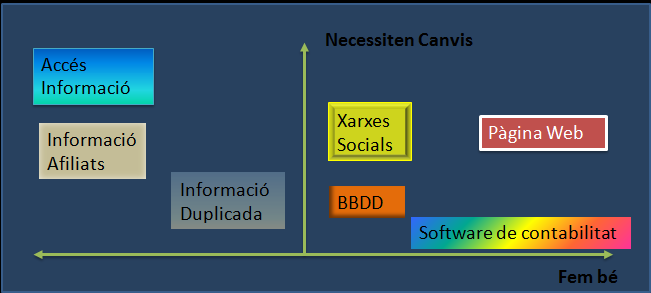 Necessiten Canvis
Accés
Informació
Xarxes
Socials
Pàgina Web
Informació
Afiliats
Informació
Duplicada
BBDD
Software de contabilitat
Fem bé